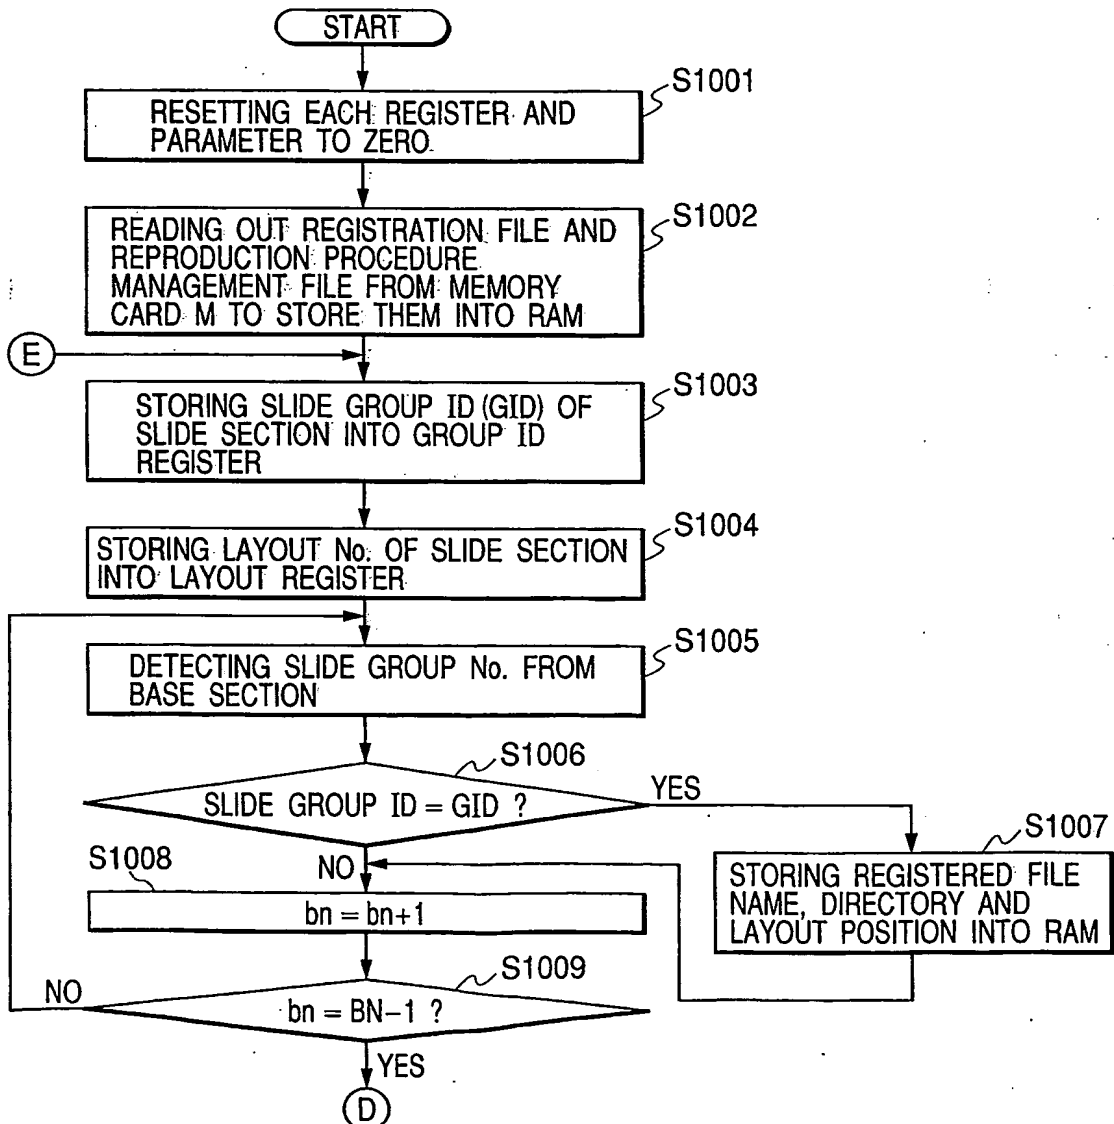 START
S1001
RESETTING EACH REGISTER AND
PARAMETER TO ZERO
S1002
READING OUT REGISTRATION FILE AND
REPRODUCTION PROCEDURE
MANAGEMENT FILE FROM MEMORY
CARD M TO STORE THEM INTO RAM
E
S1003
STORING SLIDE GROUP ID (GID) OF
SLIDE SECTION INTO GROUP ID
REGISTER
S1004
STORING LAYOUT No. OF SLIDE SECTION
INTO LAYOUT REGISTER
S1005
DETECTING SLIDE GROUP No. FROM
BASE SECTION
S1006
SLIDE GROUP ID = GID ?
YES
S1007
STORING REGISTERED FILE
NAME, DIRECTORY AND
LAYOUT POSITION INTO RAM
NO
S1008
bn = bn+1
S1009
bn = BN-1 ?
NO
YES
D